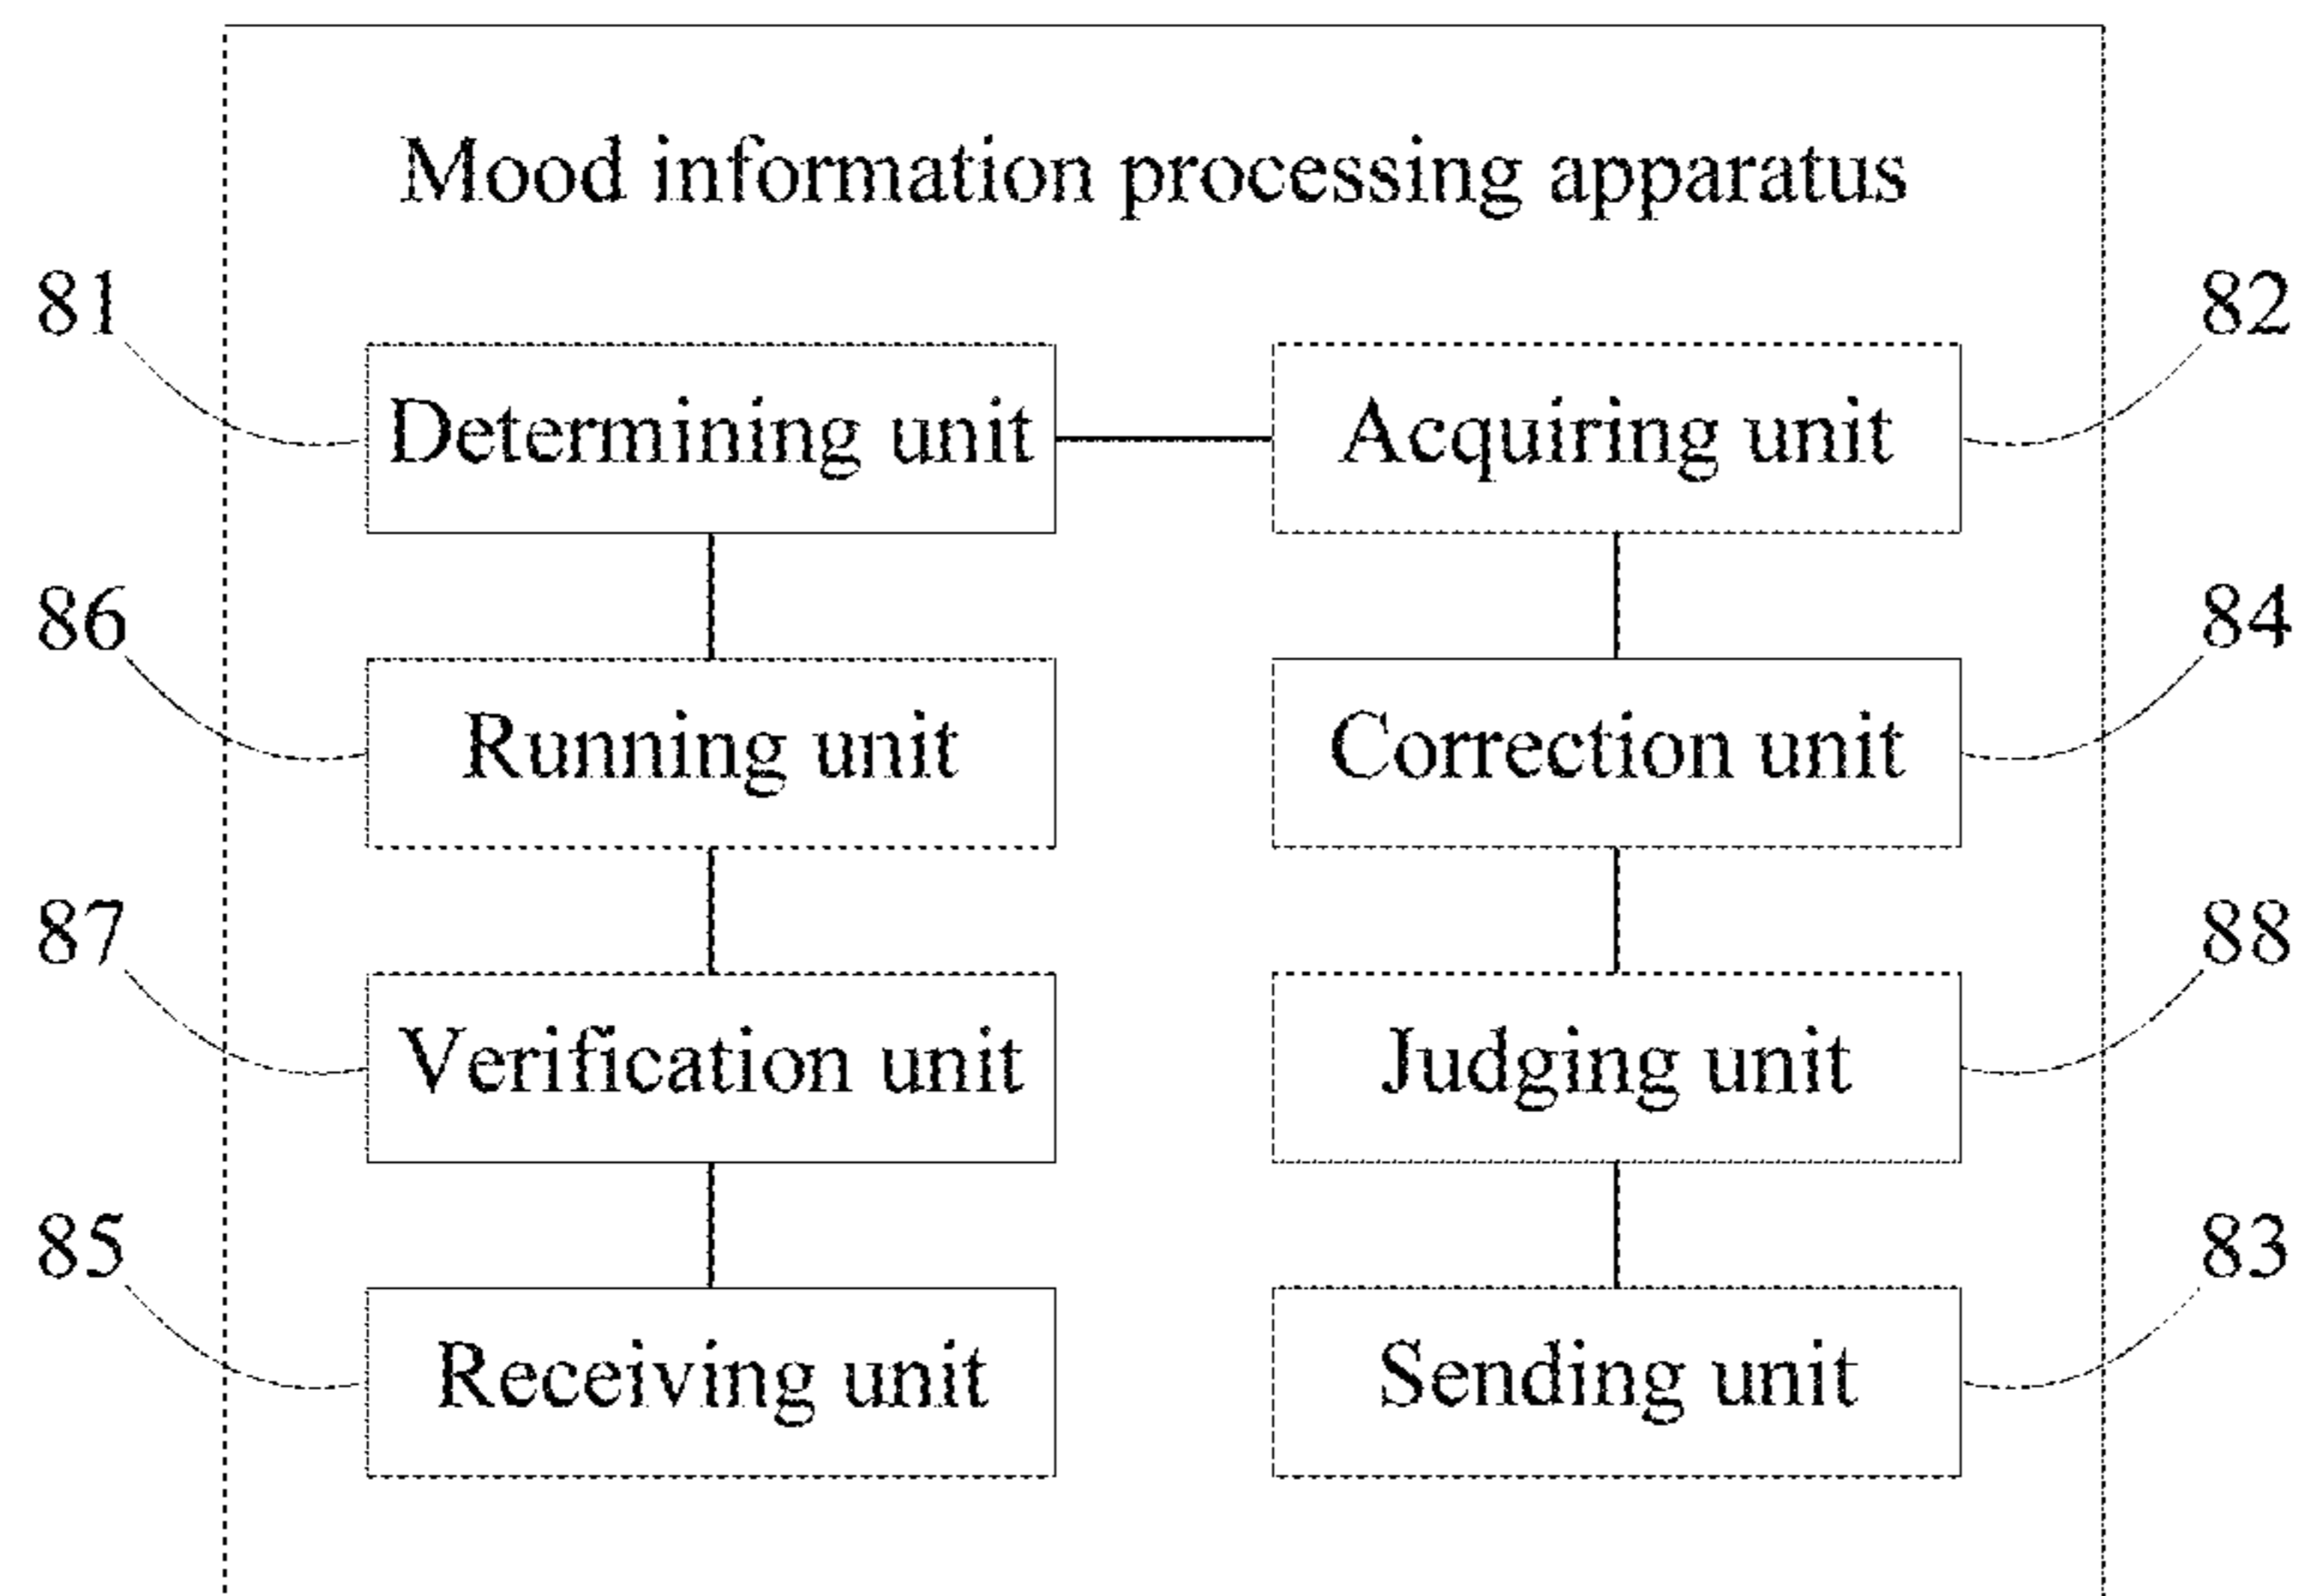 Mood information processing apparatus
81
82
Determining unit
Acquiring unit
86
84
Running unit
Correction unit
87
88
Verification unit
Judging unit
85
83
Receiving unit
Sending unit